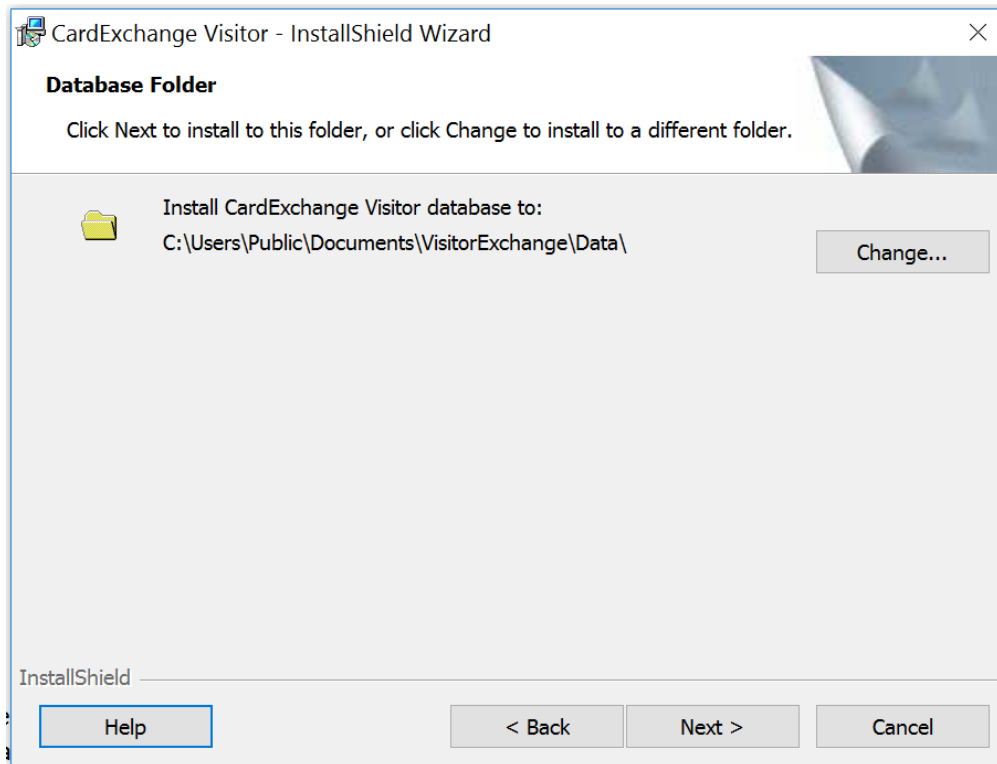 CardExchange Visitor - InstallShield Wizard
Database Folder
Click Next to install to this folder, or click Change to install to a different folder.
Install CardExchange Visitor database to:
C:\Users\Public\Documents\VisitorExchange\Data\
Change...
InstallShield
Help
< Back
Next >
Cancel